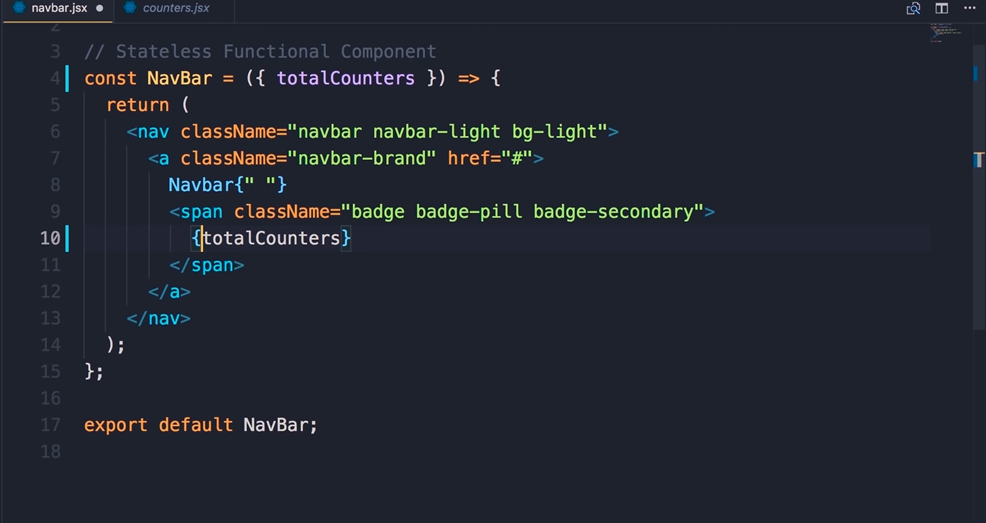 navbar.jsx counters.jsx
2
3 // Stateless Functional Component
4 const NavBar = ({ totalCounters }) => {
5 return (
6 <nav className="navbar navbar-light bg-light">
7 <a className="navbar-brand" href="#">
8 Navbar{" "}
9 <span className="badge badge-pill badge-secondary">
10 {totalCounters}
11 </span>
12 </a>
13 </nav>
14 );
15 };
16
17 export default NavBar;
18